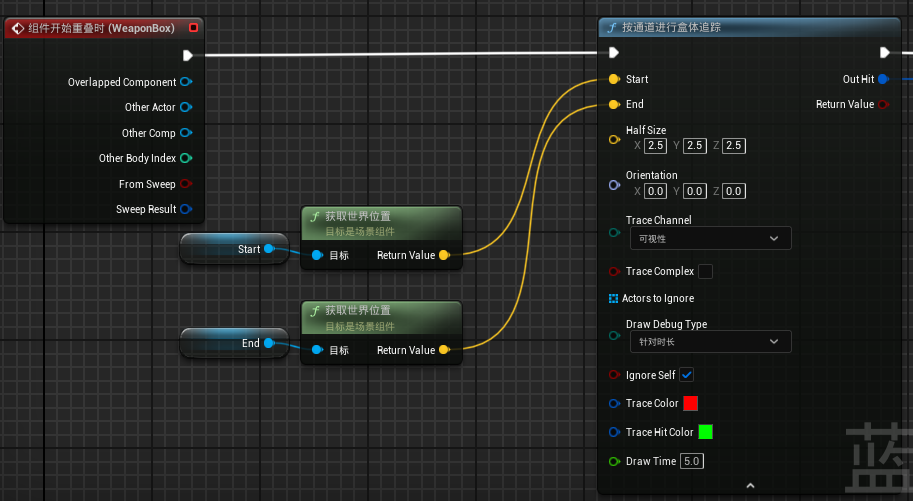 组件开始重叠时 (WeaponBox)
Overlapped Component
Other Actor
Other Comp
Other Body Index
From Sweep
Sweep Result
Start
获取世界位置
目标是场景组件
目标 Return Value
End
获取世界位置
目标是场景组件
目标 Return Value
按通道进行盒体追踪
Start Out Hit
End Return Value
Half Size
X 2.5 Y 2.5 Z 2.5
Orientation
X 0.0 Y 0.0 Z 0.0
Trace Channel
可视性
Trace Complex
Actors to Ignore
Draw Debug Type
针对时长
Ignore Self
Trace Color
Trace Hit Color
Draw Time 5.0
蓝